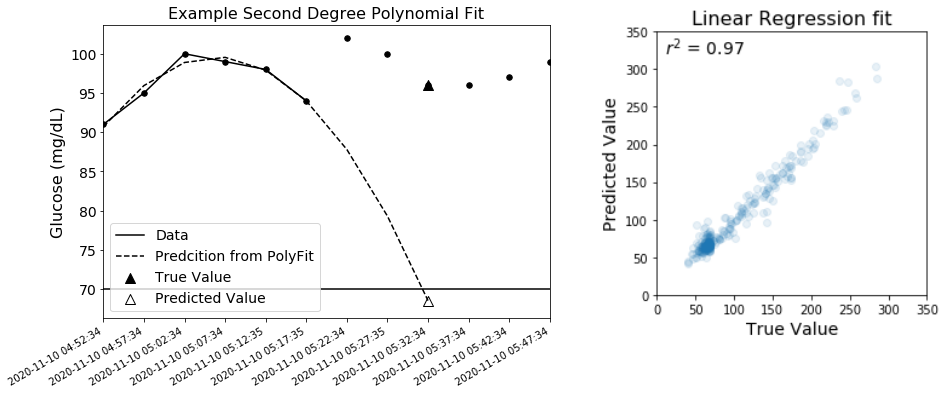 Example Second Degree Polynomial Fit
Glucose (mg/dL)
100
95
90
85
80
75
70
Data
Predcition from PolyFit
True Value
Predicted Value
2020-11-10 04:52:34
2020-11-10 04:57:34
2020-11-10 05:02:34
2020-11-10 05:07:34
2020-11-10 05:12:35
2020-11-10 05:17:35
2020-11-10 05:22:34
2020-11-10 05:27:35
2020-11-10 05:32:34
2020-11-10 05:37:34
2020-11-10 05:42:34
2020-11-10 05:47:34
Linear Regression fit
r² = 0.97
Predicted Value
350
300
250
200
150
100
50
0
0 50 100 150 200 250 300 350
True Value